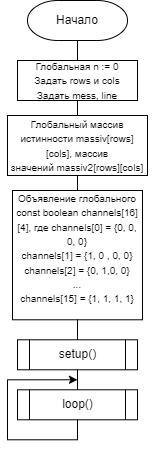 Начало
Глобальная n := 0
Задать rows и cols
Задать mess, line
Глобальный массив
истинности massiv[rows]
[cols], массив
значений massiv2[rows][cols]
Объявление глобального
const boolean channels[16]
[4], где channels[0] = {0, 0,
0, 0}
channels[1] = {1, 0 , 0, 0}
channels[2] = {0, 1,0, 0}
...
channels[15] = {1, 1, 1, 1}
setup()
loop()